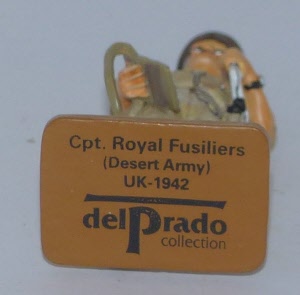 Cpt. Royal Fusiliers
(Desert Army)
UK-1942
delPrado
collection